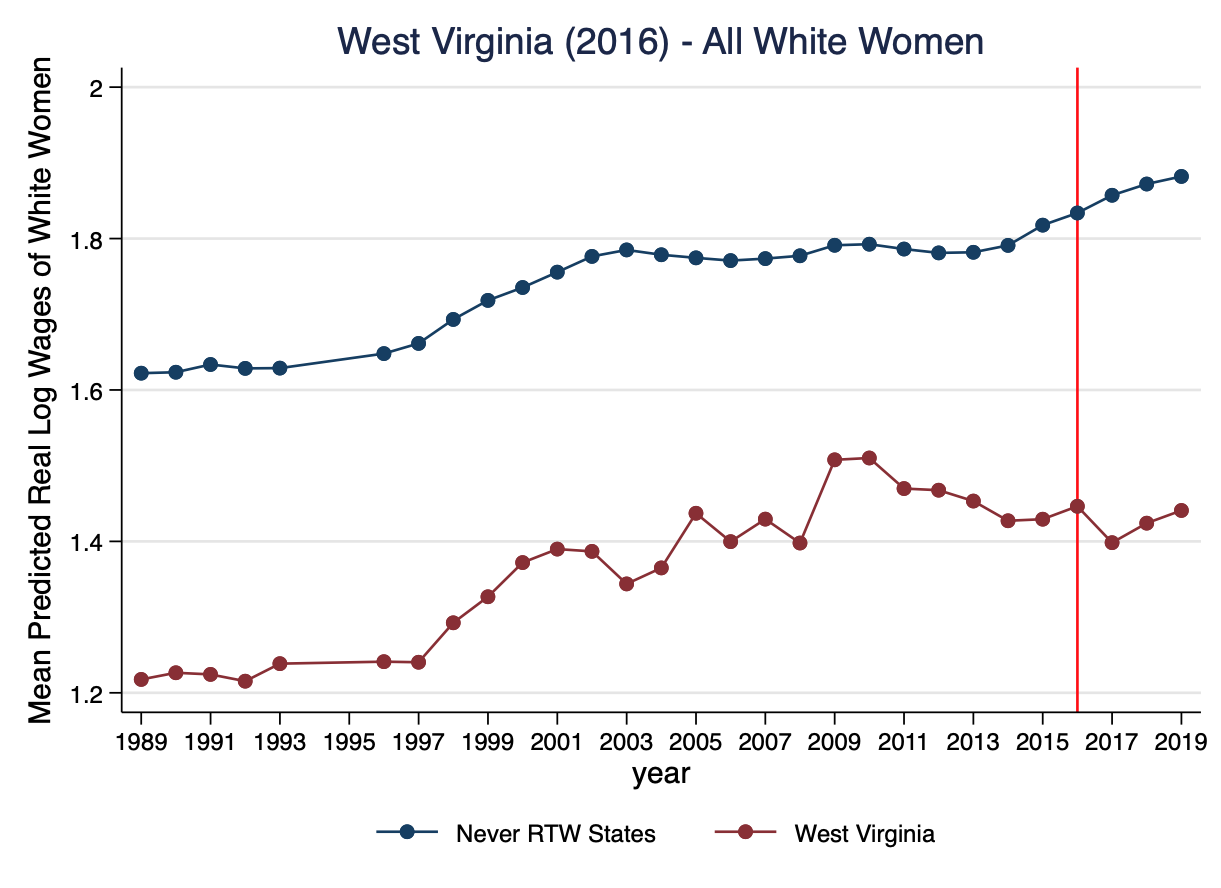 West Virginia (2016) - All White Women
Mean Predicted Real Log Wages of White Women
2
1.8
1.6
1.4
1.2
1989 1991 1993 1995 1997 1999 2001 2003 2005 2007 2009 2011 2013 2015 2017 2019
year
Never RTW States West Virginia